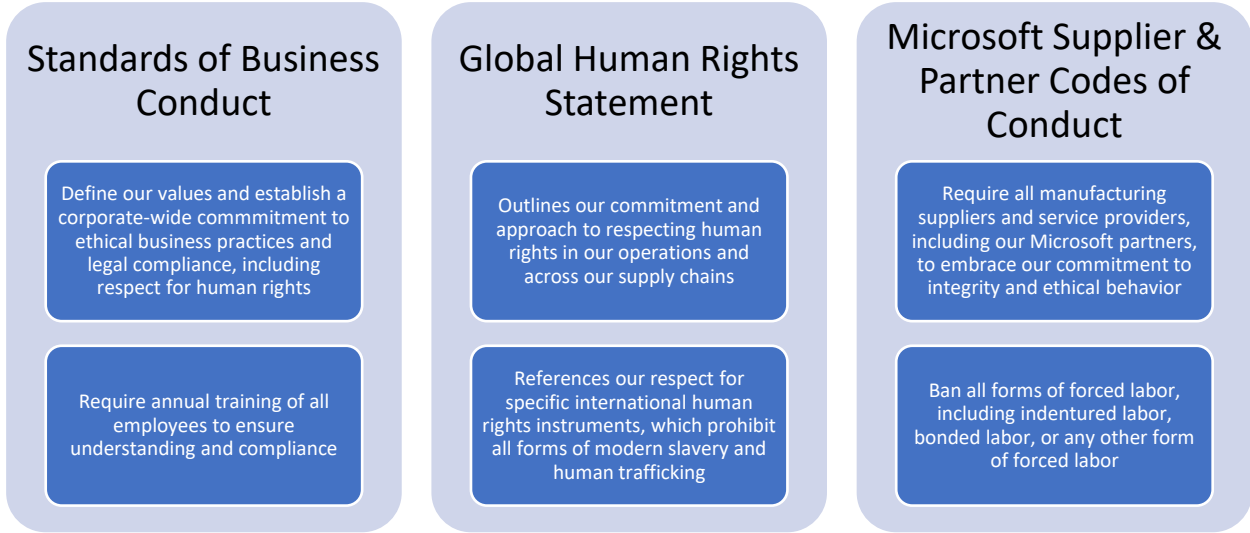 Standards of Business
Conduct
Define our values and establish a
corporate-wide commmitment to
ethical business practices and
legal compliance, including
respect for human rights
Require annual training of all
employees to ensure
understanding and compliance
Global Human Rights
Statement
Outlines our commitment and
approach to respecting human
rights in our operations and
across our supply chains
References our respect for
specific international human
rights instruments, which prohibit
all forms of modern slavery and
human trafficking
Microsoft Supplier &
Partner Codes of
Conduct
Require all manufacturing
suppliers and service providers,
including our Microsoft partners,
to embrace our commitment to
integrity and ethical behavior
Ban all forms of forced labor,
including indentured labor,
bonded labor, or any other form
of forced labor